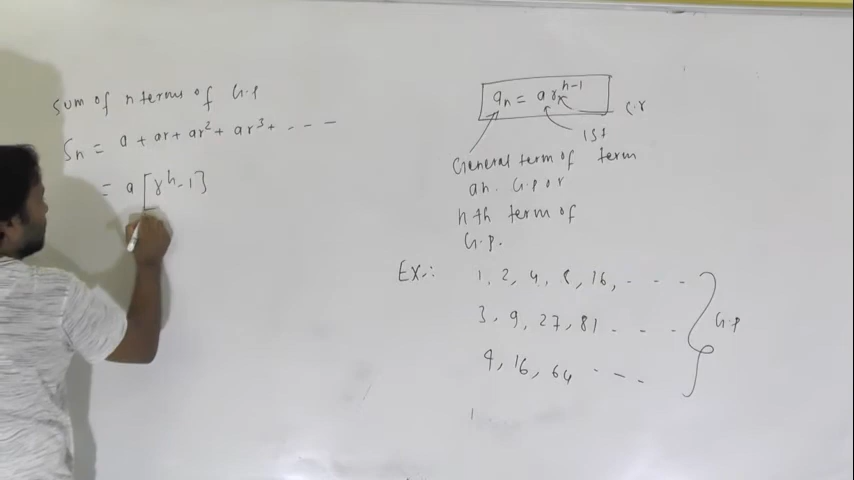 Sum of n terms of G.P
Sn = a + ar + ar² + ar³ + - - -
= a [rⁿ-1]
an = arⁿ⁻¹
C.r
1st term
General term of
an. G.P or
nth term of
G.P.
Ex.: 1, 2, 4, 8, 16, - - -
3, 9, 27, 81 - - -
4, 16, 64 - - -
G.P